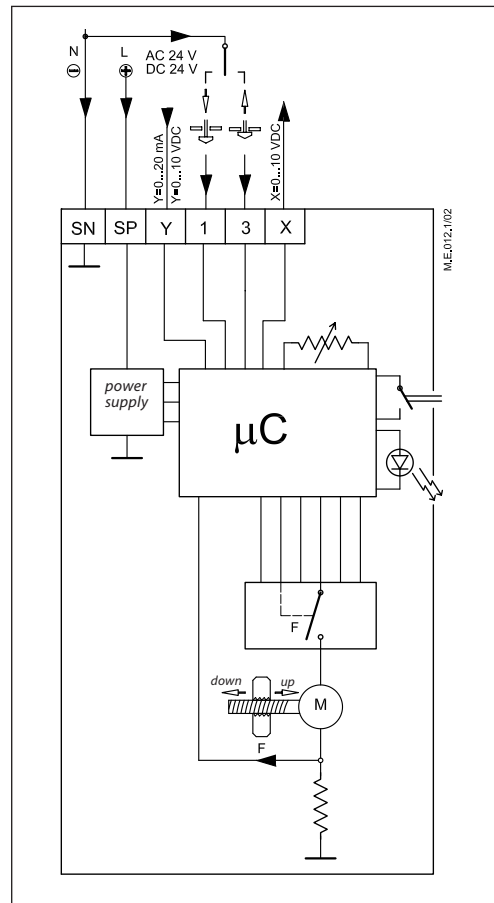 N L AC 24 V
DC 24 V
Y=0...20 mA
Y=0...10 VDC
X=0...10 VDC
SN SP Y 1 3 X
M.E.012.1/02
power
supply
µC
F
down up
M
F